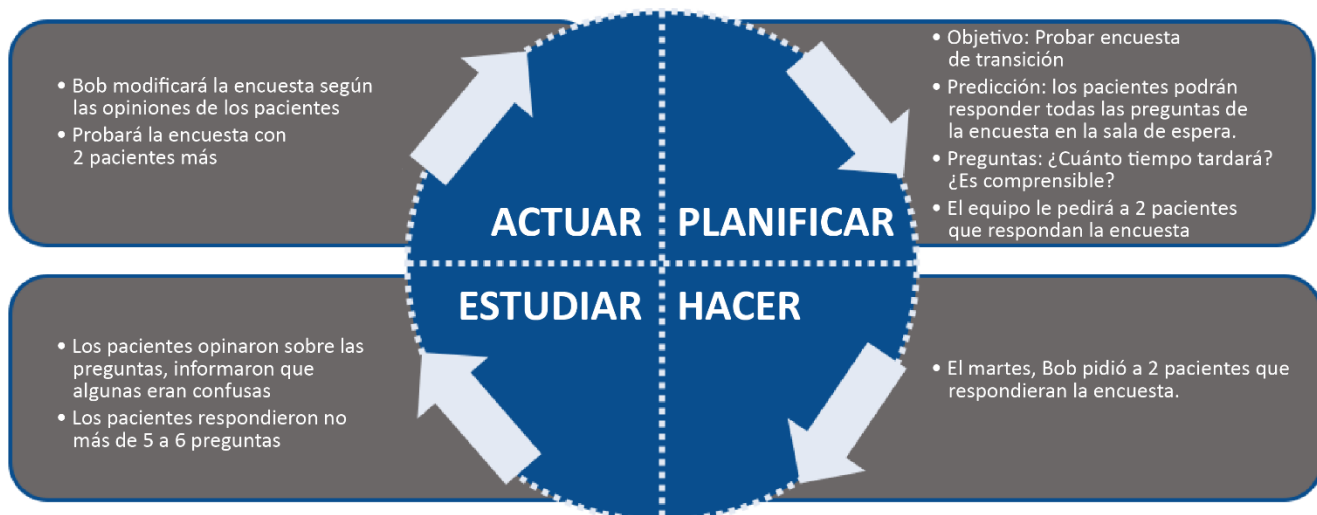 • Bob modificará la encuesta según
las opiniones de los pacientes
• Probará la encuesta con
2 pacientes más
• Objetivo: Probar encuesta
de transición
• Predicción: los pacientes podrán
responder todas las preguntas de
la encuesta en la sala de espera.
• Preguntas: ¿Cuánto tiempo tardará?
¿Es comprensible?
• El equipo le pedirá a 2 pacientes
que respondan la encuesta
ACTUAR
PLANIFICAR
ESTUDIAR
HACER
• Los pacientes opinaron sobre las
preguntas, informaron que
algunas eran confusas
• Los pacientes respondieron no
más de 5 a 6 preguntas
• El martes, Bob pidió a 2 pacientes que
respondieran la encuesta.